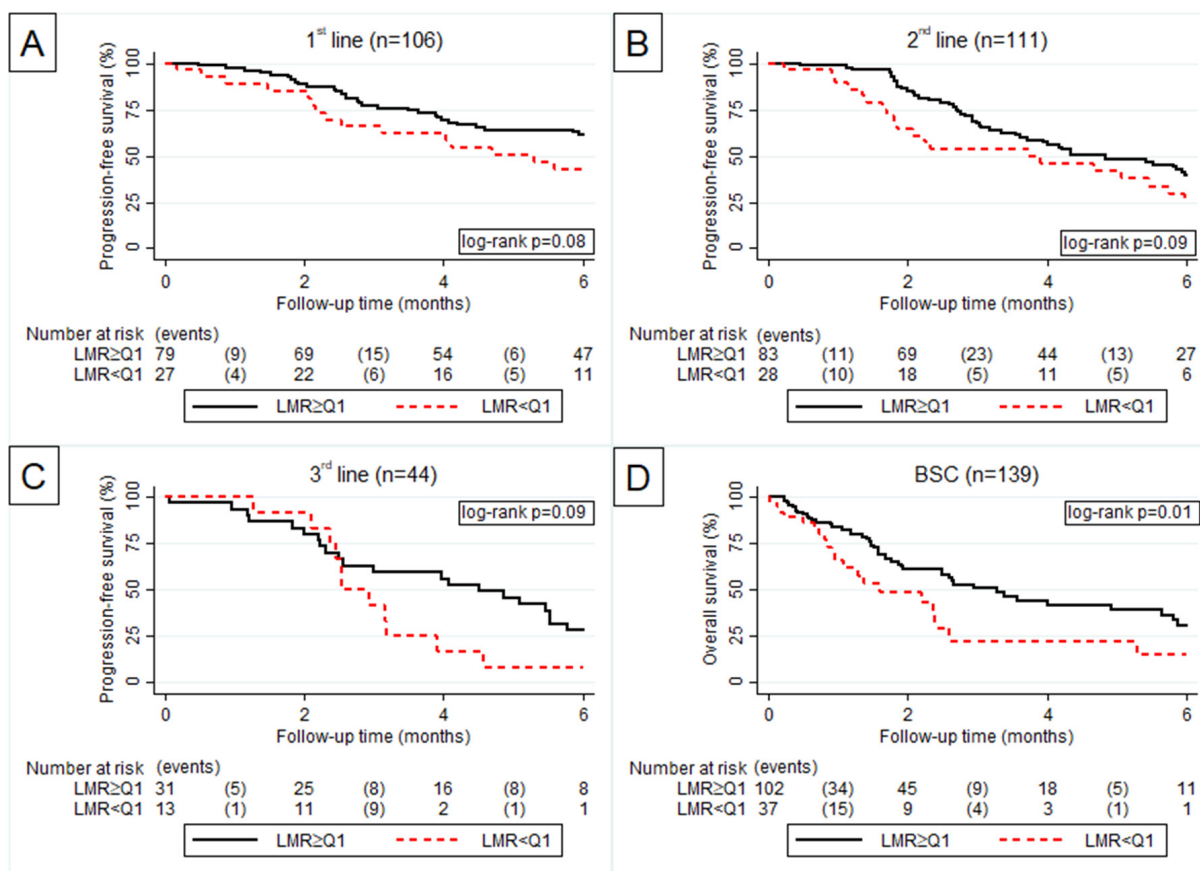 A
1st line (n=106)
Progression-free survival (%)
100
75
50
25
0
log-rank p=0.08
0 2 4 6
Follow-up time (months)
Number at risk (events)
LMR≥Q1 79 (9) 69 (15) 54 (6) 47
LMR<Q1 27 (4) 22 (6) 16 (5) 11
LMR≥Q1 LMR<Q1
B
2nd line (n=111)
Progression-free survival (%)
100
75
50
25
0
log-rank p=0.09
0 2 4 6
Follow-up time (months)
Number at risk (events)
LMR≥Q1 83 (11) 69 (23) 44 (13) 27
LMR<Q1 28 (10) 18 (5) 11 (5) 6
LMR≥Q1 LMR<Q1
C
3rd line (n=44)
Progression-free survival (%)
100
75
50
25
0
log-rank p=0.09
0 2 4 6
Follow-up time (months)
Number at risk (events)
LMR≥Q1 31 (5) 25 (8) 16 (8) 8
LMR<Q1 13 (1) 11 (9) 2 (1) 1
LMR≥Q1 LMR<Q1
D
BSC (n=139)
Overall survival (%)
100
75
50
25
0
log-rank p=0.01
0 2 4 6
Follow-up time (months)
Number at risk (events)
LMR≥Q1 102 (34) 45 (9) 18 (5) 11
LMR<Q1 37 (15) 9 (4) 3 (1) 1
LMR≥Q1 LMR<Q1